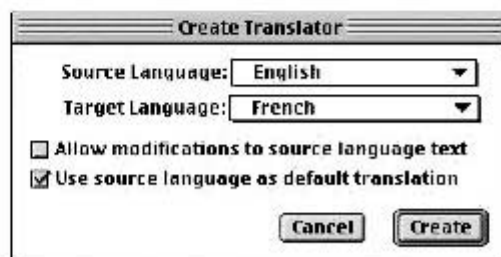 Create Translator
Source Language: English
Target Language: French
Allow modifications to source language text
Use source language as default translation
Cancel Create